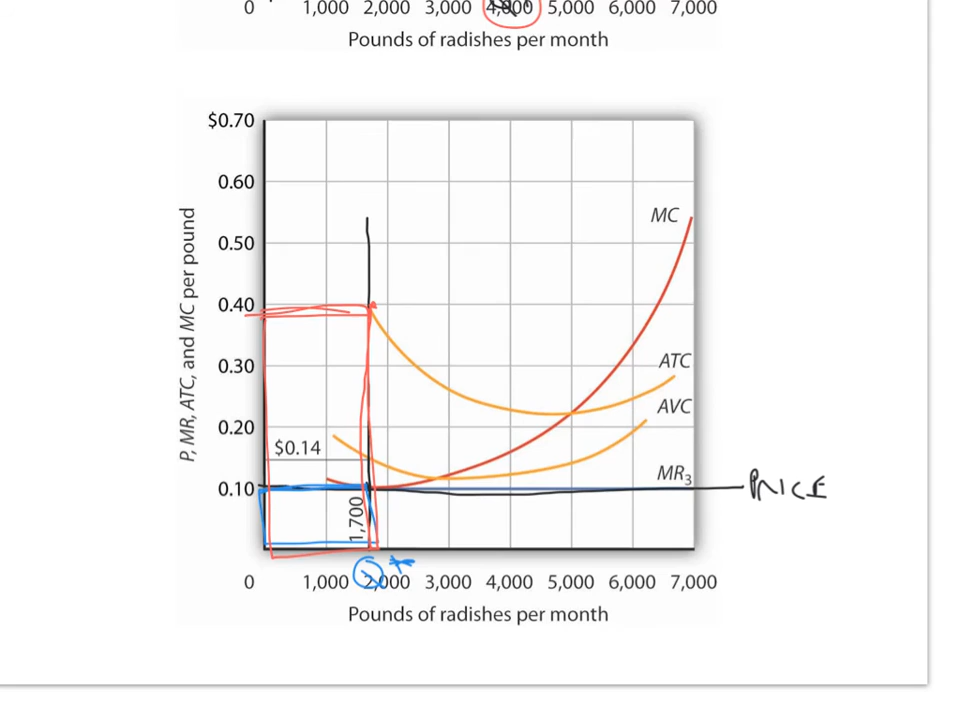 0 1,000 2,000 3,000 4,000 5,000 6,000 7,000
Pounds of radishes per month
$0.70
0.60
0.50
0.40
0.30
0.20
0.10
P, MR, ATC, and MC per pound
MC
ATC
AVC
$0.14
MR3
PRICE
1,700
0 1,000 2,000 3,000 4,000 5,000 6,000 7,000
Pounds of radishes per month